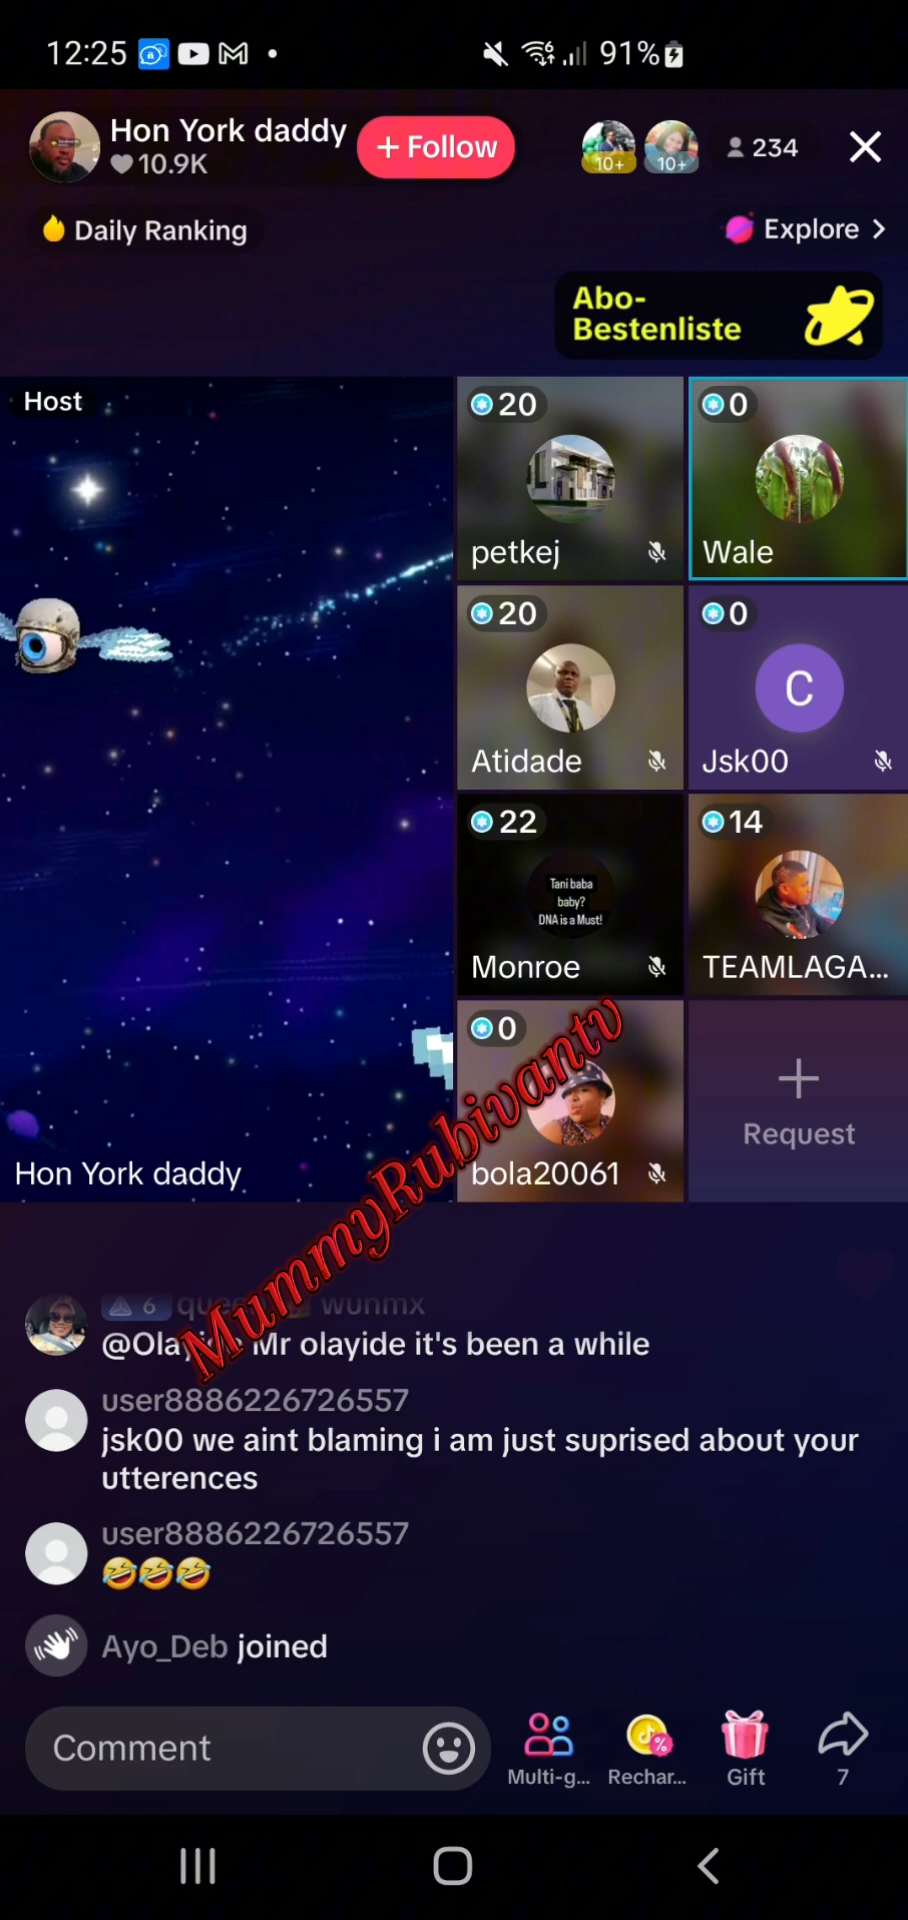 12:25
91%
Hon York daddy
10.9K
+ Follow
10+
10+
234
Daily Ranking
Explore >
Abo-
Bestenliste
Host
20
petkej
0
Wale
20
Atidade
0
C
Jsk00
22
Tani baba
baby?
DNA is a Must!
Monroe
14
TEAMLAGA...
0
bola20061
Request
Hon York daddy
MummyRubivantv
6 wunmx
Mr olayide it's been a while
user8886226726557
jsk00 we aint blaming i am just suprised about your
utterences
user8886226726557
Ayo_Deb joined
Comment
Multi-g...
Rechar...
Gift
7